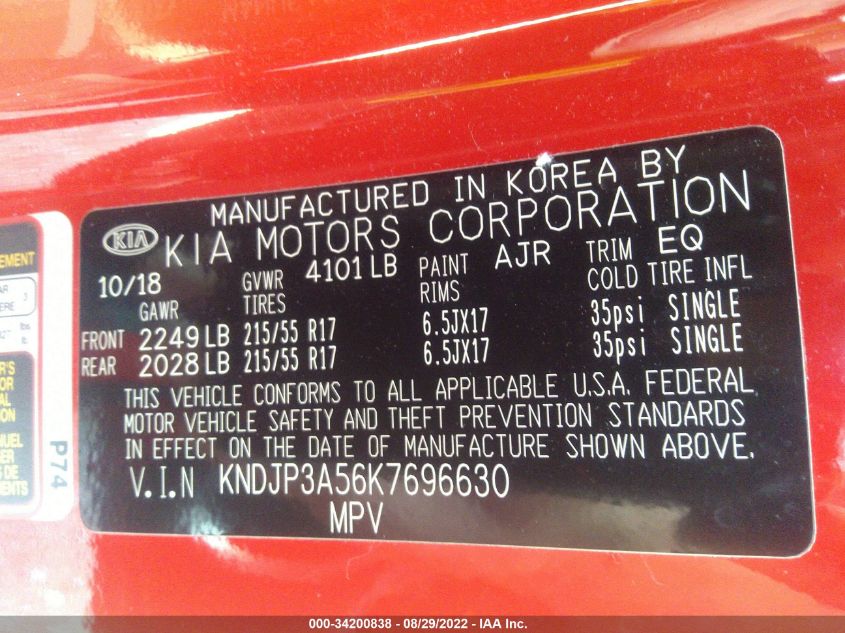 MANUFACTURED IN KOREA BY
KIA KIA MOTORS CORPORATION
10/18 GVWR 4101 LB PAINT AJR TRIM EQ
GAWR TIRES RIMS COLD TIRE INFL
FRONT 2249 LB 215/55 R17 6.5JX17 35psi SINGLE
REAR 2028 LB 215/55 R17 6.5JX17 35psi SINGLE
THIS VEHICLE CONFORMS TO ALL APPLICABLE U.S.A. FEDERAL
MOTOR VEHICLE SAFETY AND THEFT PREVENTION STANDARDS
IN EFFECT ON THE DATE OF MANUFACTURE SHOWN ABOVE.
V.I.N KNDJP3A56K7696630
MPV
P74
000-34200838 - 08/29/2022 - IAA Inc.